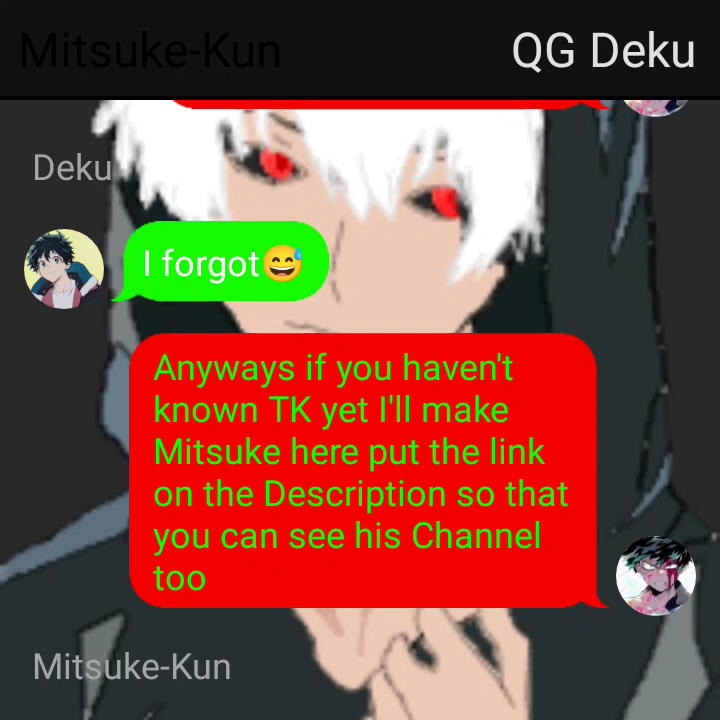 Mitsuke-Kun
QG Deku
Deku
I forgot😅
Anyways if you haven't
known TK yet I'll make
Mitsuke here put the link
on the Description so that
you can see his Channel
too
Mitsuke-Kun